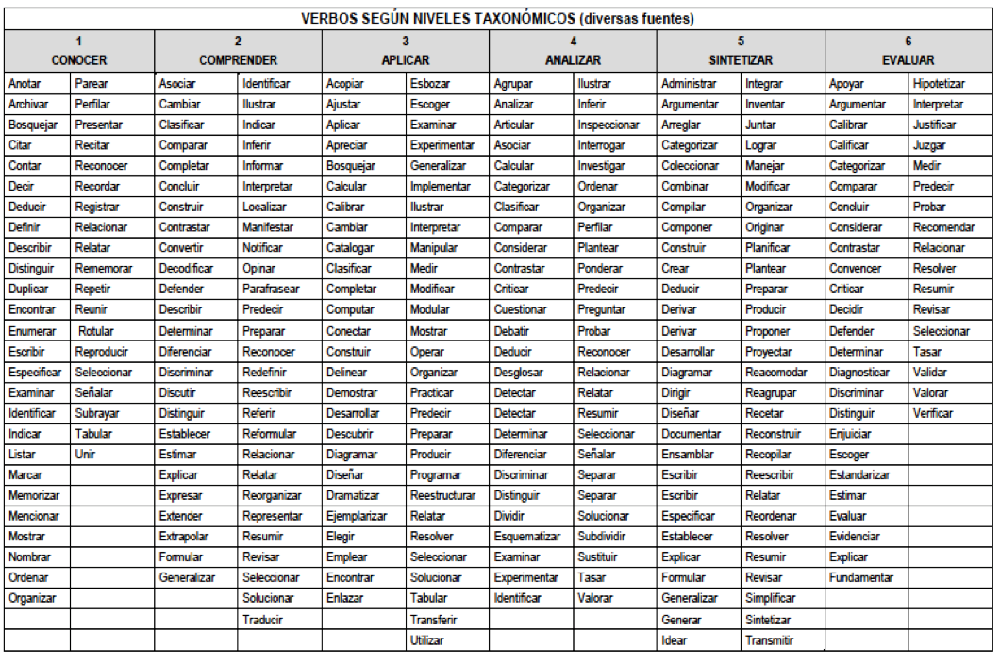 VERBOS SEGÚN NIVELES TAXONÓMICOS (diversas fuentes)
1 2 3 4 5 6
CONOCER COMPRENDER APLICAR ANALIZAR SINTETIZAR EVALUAR
Anotar Parear Asociar Identificar Acopiar Esbozar Agrupar Ilustrar Administrar Integrar Apoyar Hipotetizar
Archivar Perfilar Cambiar Ilustrar Ajustar Escoger Analizar Inferir Argumentar Inventar Argumentar Interpretar
Bosquejar Presentar Clasificar Indicar Aplicar Examinar Articular Inspeccionar Arreglar Juntar Calibrar Justificar
Citar Recitar Comparar Inferir Apreciar Experimentar Asociar Interrogar Categorizar Lograr Calificar Juzgar
Contar Reconocer Completar Informar Bosquejar Generalizar Calcular Investigar Coleccionar Manejar Categorizar Medir
Decir Recordar Concluir Interpretar Calcular Implementar Categorizar Ordenar Combinar Modificar Comparar Predecir
Deducir Registrar Construir Localizar Calibrar Ilustrar Clasificar Organizar Compilar Organizar Concluir Probar
Definir Relacionar Contrastar Manifestar Cambiar Interpretar Comparar Perfilar Componer Originar Considerar Recomendar
Describir Relatar Convertir Notificar Catalogar Manipular Considerar Plantear Construir Planificar Contrastar Relacionar
Distinguir Rememorar Decodificar Opinar Clasificar Medir Contrastar Ponderar Crear Plantear Convencer Resolver
Duplicar Repetir Defender Parafrasear Completar Modificar Criticar Predecir Deducir Preparar Criticar Resumir
Encontrar Reunir Describir Predecir Computar Modular Cuestionar Preguntar Derivar Producir Decidir Revisar
Enumerar Rotular Determinar Preparar Conectar Mostrar Debatir Probar Derivar Proponer Defender Seleccionar
Escribir Reproducir Diferenciar Reconocer Construir Operar Deducir Reconocer Desarrollar Proyectar Determinar Tasar
Especificar Seleccionar Discriminar Redefinir Delinear Organizar Desglosar Relacionar Diagramar Reacomodar Diagnosticar Validar
Examinar Señalar Discutir Reescribir Demostrar Practicar Detectar Relatar Dirigir Reagrupar Discriminar Valorar
Identificar Subrayar Distinguir Referir Desarrollar Predecir Detectar Resumir Diseñar Recetar Distinguir Verificar
Indicar Tabular Establecer Reformular Descubrir Preparar Determinar Seleccionar Documentar Reconstruir Enjuiciar
Listar Unir Estimar Relacionar Diagramar Producir Diferenciar Señalar Ensamblar Recopilar Escoger
Marcar Explicar Relatar Diseñar Programar Discriminar Separar Escribir Reescribir Estandarizar
Memorizar Expresar Reorganizar Dramatizar Reestructurar Distinguir Separar Escribir Relatar Estimar
Mencionar Extender Representar Ejemplarizar Relatar Dividir Solucionar Especificar Reordenar Evaluar
Mostrar Extrapolar Resumir Elegir Resolver Esquematizar Subdividir Establecer Resolver Evidenciar
Nombrar Formular Revisar Emplear Seleccionar Examinar Sustituir Explicar Resumir Explicar
Ordenar Generalizar Seleccionar Encontrar Solucionar Experimentar Tasar Formular Revisar Fundamentar
Organizar Solucionar Enlazar Tabular Identificar Valorar Generalizar Simplificar
Traducir Transferir Generar Sintetizar
Utilizar Idear Transmitir